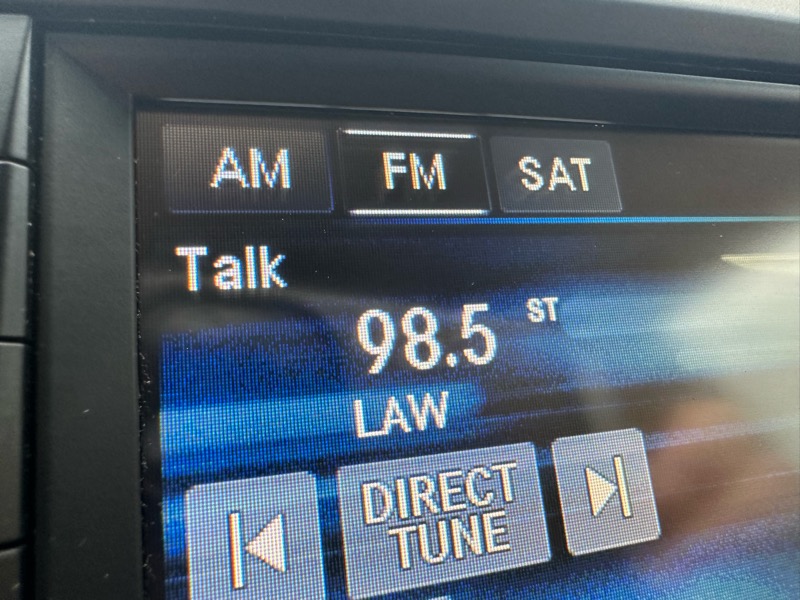 AM FM SAT
Talk
98.5 ST
LAW
DIRECT
TUNE